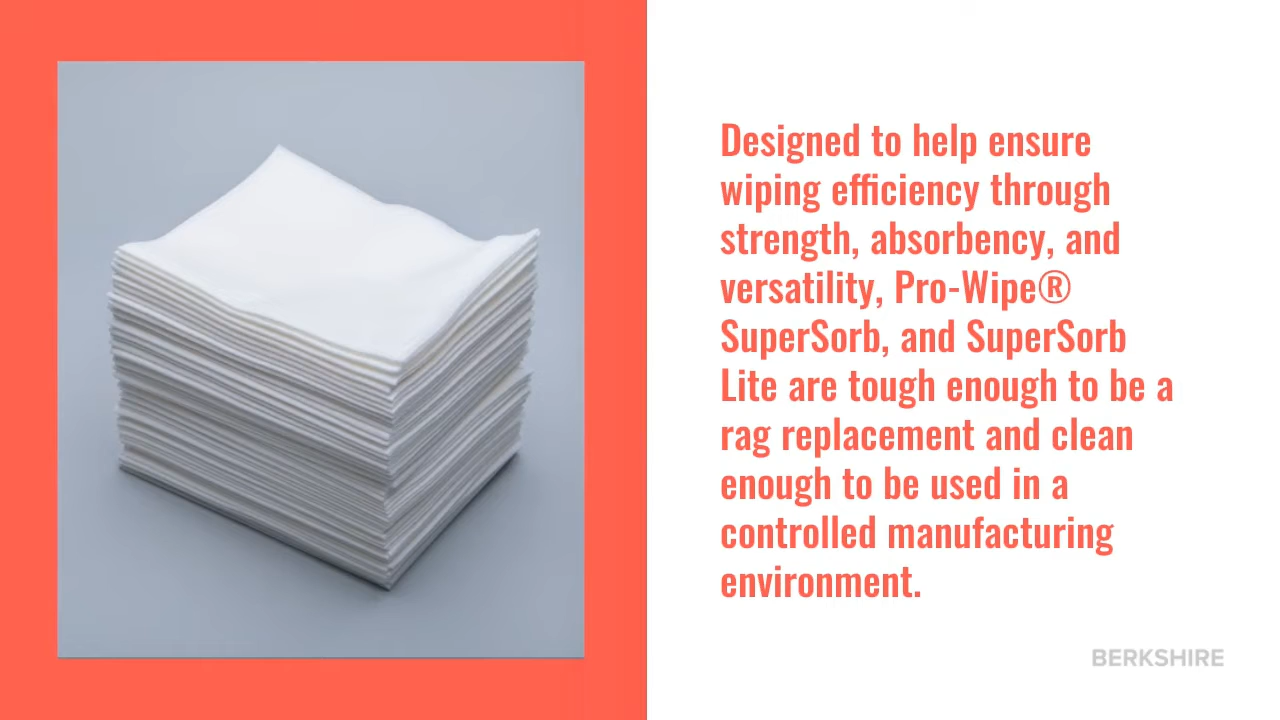 Designed to help ensure
wiping efficiency through
strength, absorbency, and
versatility, Pro-Wipe®
SuperSorb, and SuperSorb
Lite are tough enough to be a
rag replacement and clean
enough to be used in a
controlled manufacturing
environment.
BERKSHIRE